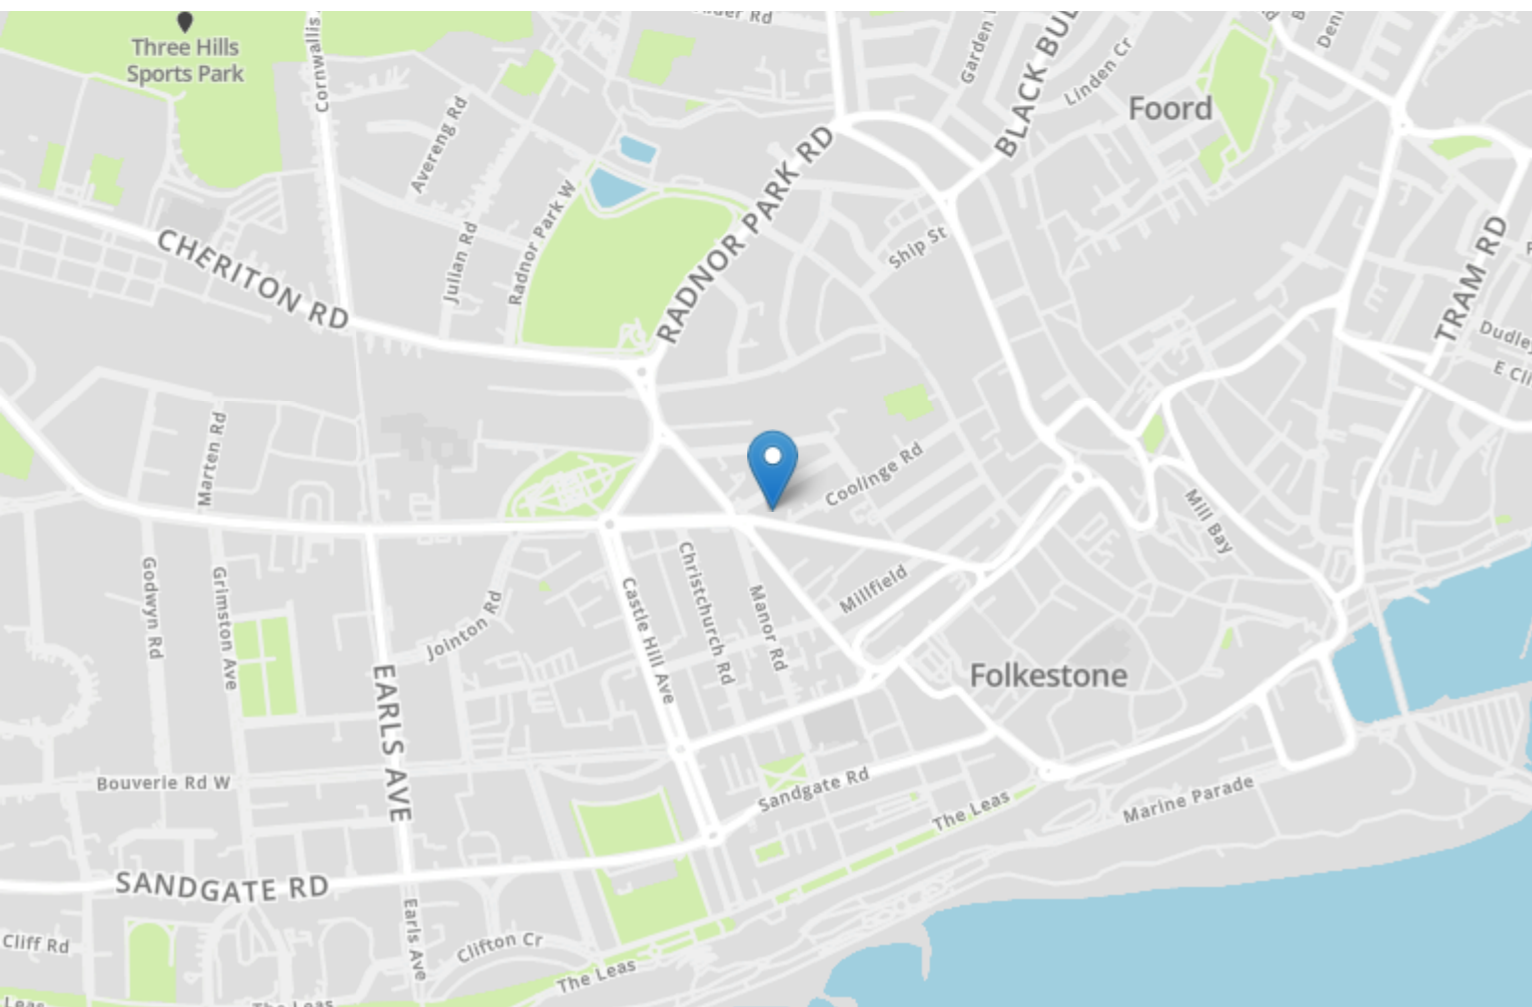 Three Hills
Sports Park
Cornwallis
Avereng Rd
Garden
BLACK BUL
Linden Cr
Foord
CHERITON RD
Julian Rd
Radnor Park W
RADNOR PARK RD
Ship St
TRAM RD
E Cli
Marten Rd
Coolinge Rd
Mill Bay
Godwyn Rd
Grimston Ave
Jointon Rd
Castle Hill Ave
Christchurch Rd
Manor Rd
Millfield
EARLS AVE
Folkestone
Bouverie Rd W
Sandgate Rd
The Leas
Marine Parade
SANDGATE RD
Cliff Rd
Earls Ave
Clifton Cr
The Leas
Leas
The Leas